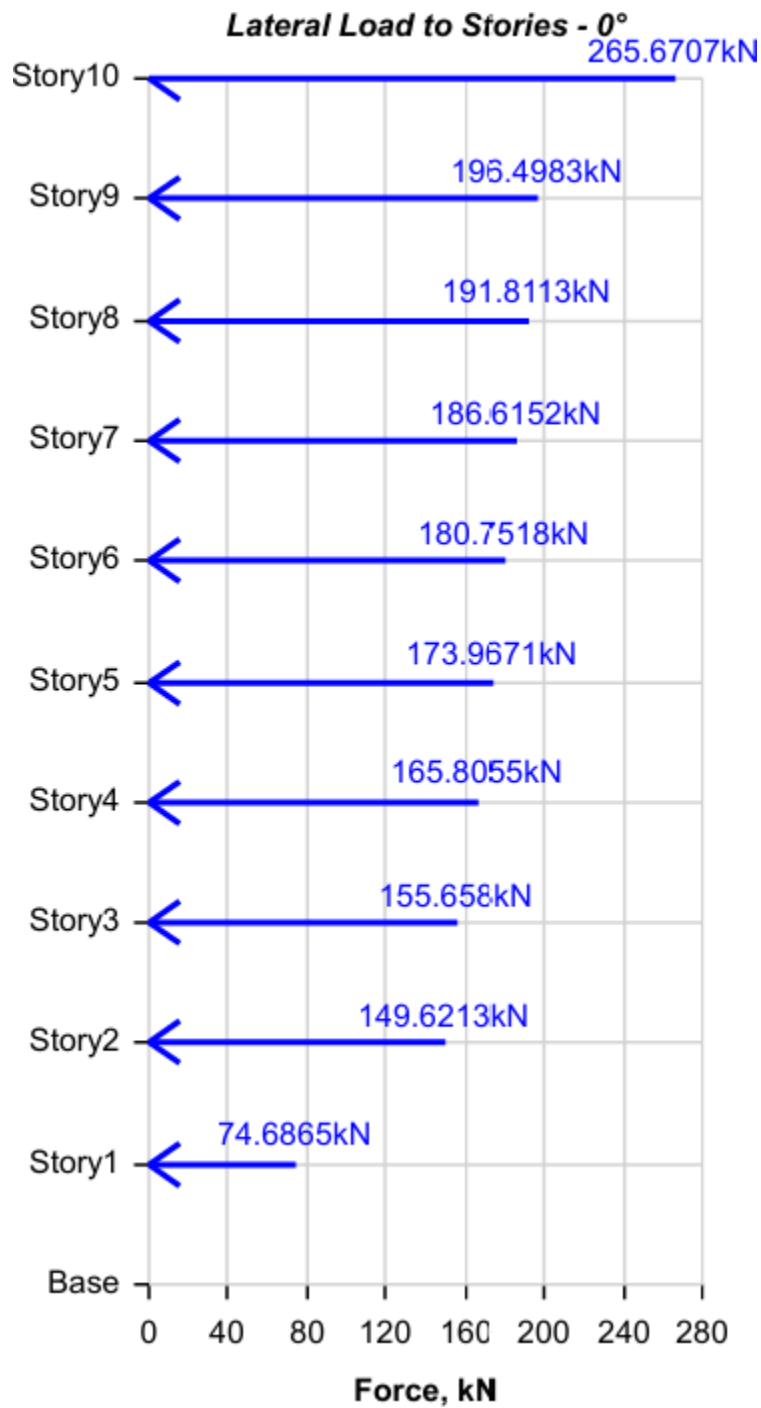 Lateral Load to Stories - 0°
265.6707kN
Story10
196.4983kN
Story9
191.8113kN
Story8
186.6152kN
Story7
180.7518kN
Story6
173.9671kN
Story5
165.8055kN
Story4
155.658kN
Story3
149.6213kN
Story2
74.6865kN
Story1
Base
0 40 80 120 160 200 240 280
Force, kN